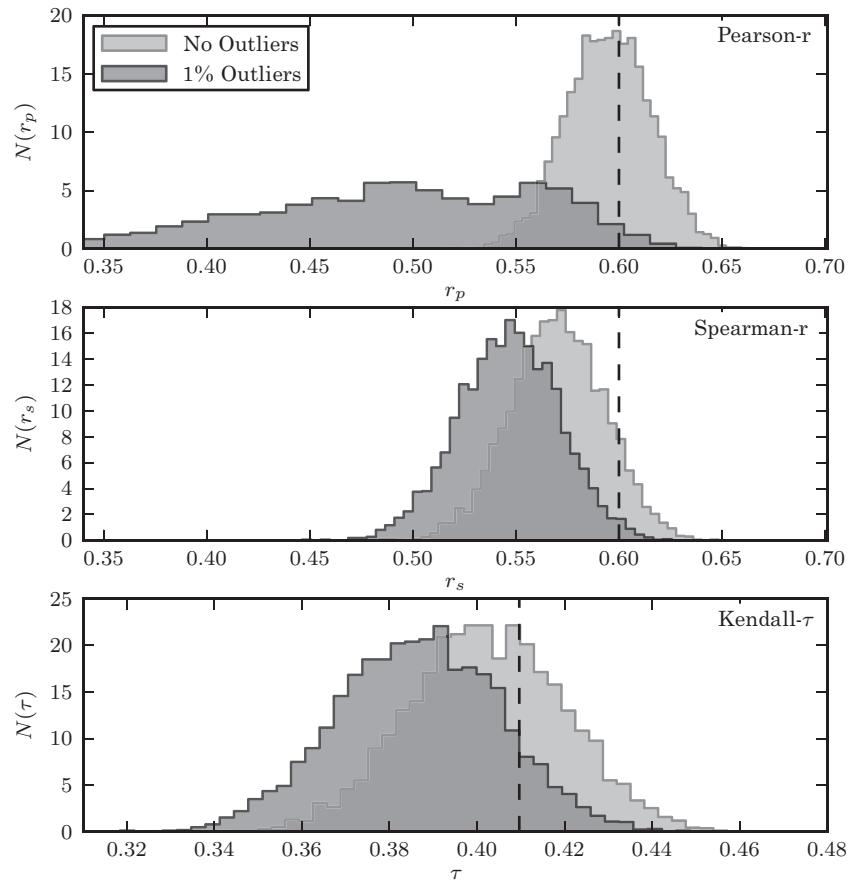 20
15
10
5
0
N(r_p)
No Outliers
1% Outliers
Pearson-r
0.35 0.40 0.45 0.50 0.55 0.60 0.65 0.70
r_p
18
16
14
12
10
8
6
4
2
0
N(r_s)
Spearman-r
0.35 0.40 0.45 0.50 0.55 0.60 0.65 0.70
r_s
25
20
15
10
5
0
N(τ)
Kendall-τ
0.32 0.34 0.36 0.38 0.40 0.42 0.44 0.46 0.48
τ